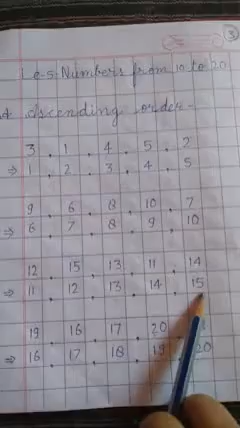 3
Le-5 Numbers from 10 to 20
Ascending order -
3, 1, 4, 5, 2
⇒ 1, 2, 3, 4, 5
9, 6, 8, 10, 7
⇒ 6, 7, 8, 9, 10
12, 15, 13, 11, 14
⇒ 11, 12, 13, 14, 15
19, 16, 17, 20,
⇒ 16, 17, 18, 19, 20